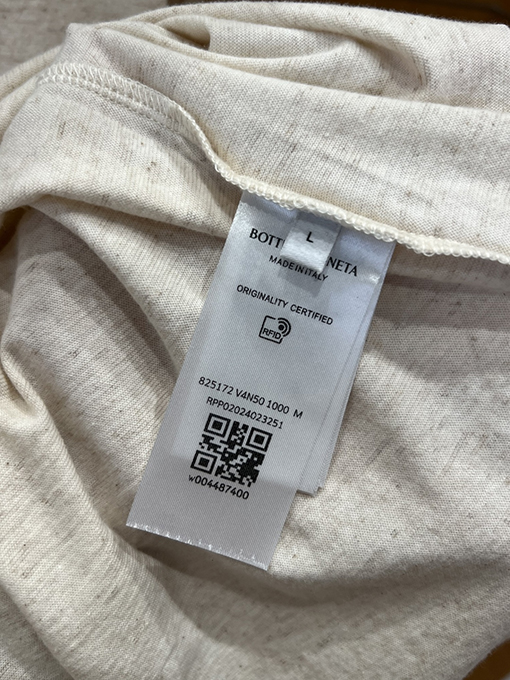 L
BOTT NETA
MADE IN ITALY
ORIGINALITY CERTIFIED
RFID
825172 V4N50 1000 M
RPP02024023251
w004487400